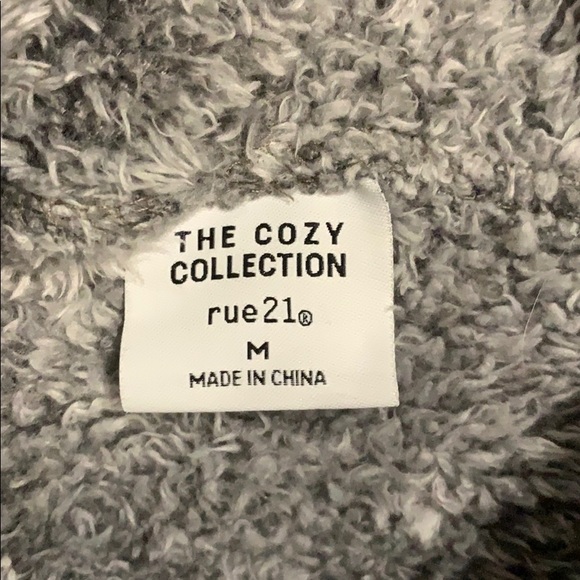 THE COZY
COLLECTION
rue21®
M
MADE IN CHINA